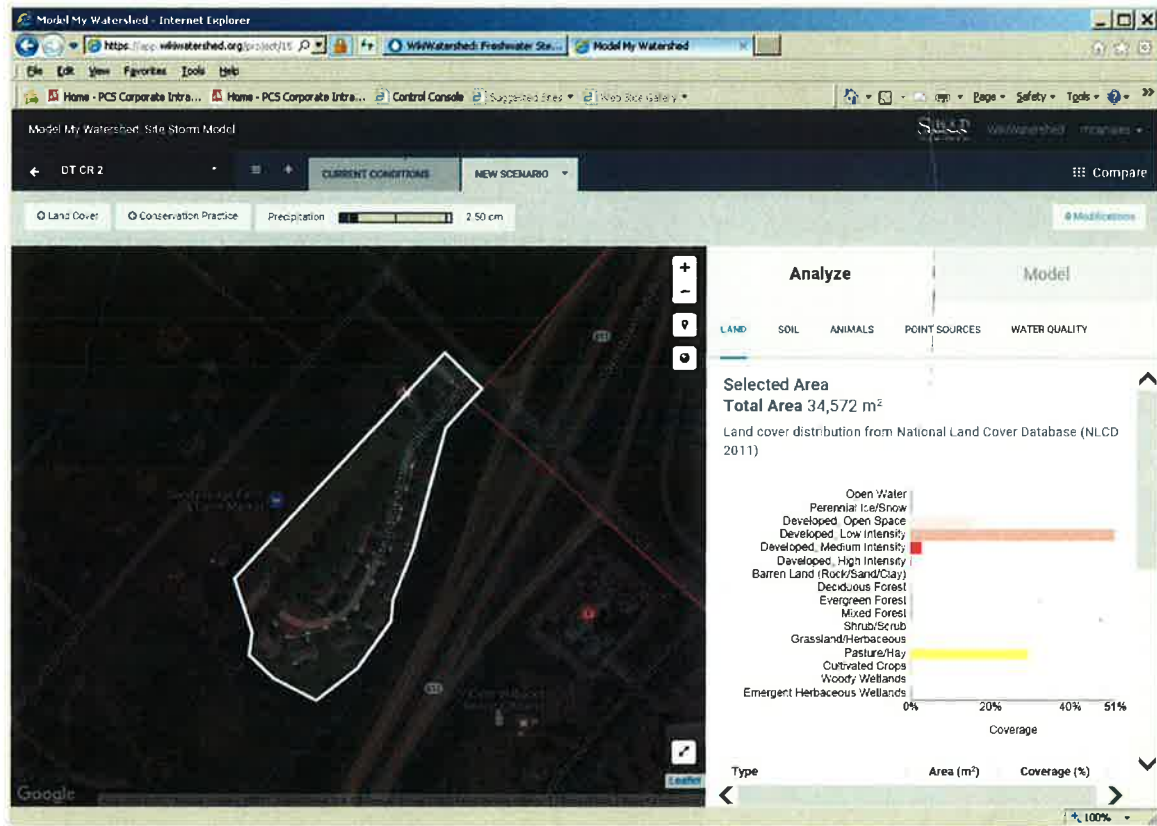 Model My Watershed - Internet Explorer
WikiWatershed: Freshwater Ste...
Model My Watershed
File Edit View Favorites Tools Help
Home - PCS Corporate Intra...
Home - PCS Corporate Intra...
Control Console
Suggested Sites
Web Slice Gallery
Page
Safety
Tools
Model My Watershed Site Storm Model
WikiWatershed
DT CR 2
CURRENT CONDITIONS
NEW SCENARIO
Compare
Land Cover
Conservation Practice
Precipitation
2.50 cm
Modifications
Analyze
Model
LAND
SOIL
ANIMALS
POINT SOURCES
WATER QUALITY
Selected Area
Total Area 34,572 m²
Land cover distribution from National Land Cover Database (NLCD
2011)
Open Water
Perennial Ice/Snow
Developed, Open Space
Developed, Low Intensity
Developed, Medium Intensity
Developed, High Intensity
Barren Land (Rock/Sand/Clay)
Deciduous Forest
Evergreen Forest
Mixed Forest
Shrub/Scrub
Grassland/Herbaceous
Pasture/Hay
Cultivated Crops
Woody Wetlands
Emergent Herbaceous Wetlands
0% 20% 40% 51%
Coverage
Type Area (m²) Coverage (%)
Google
Leaflet
100%